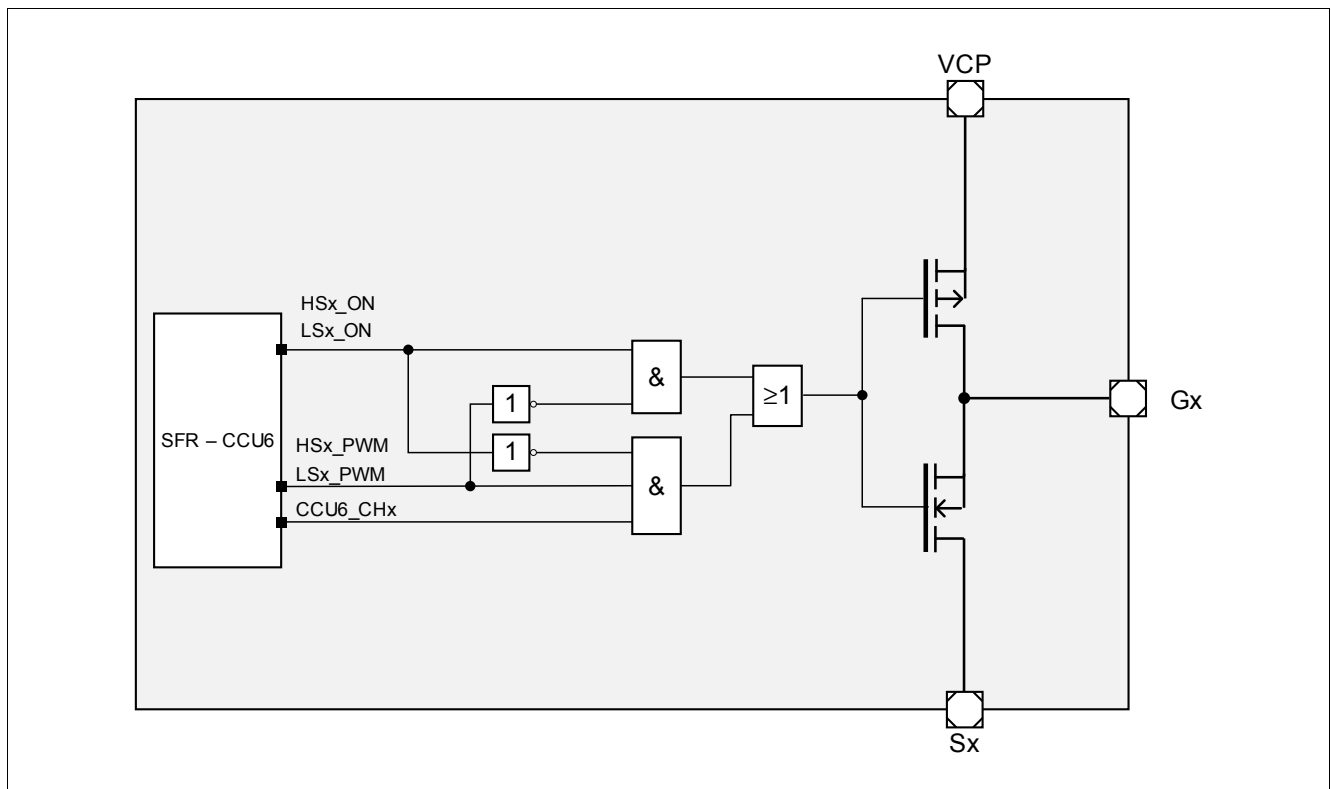 VCP
HSx_ON
LSx_ON
&
1
≥1
Gx
SFR – CCU6
HSx_PWM
1
LSx_PWM
&
CCU6_CHx
Sx